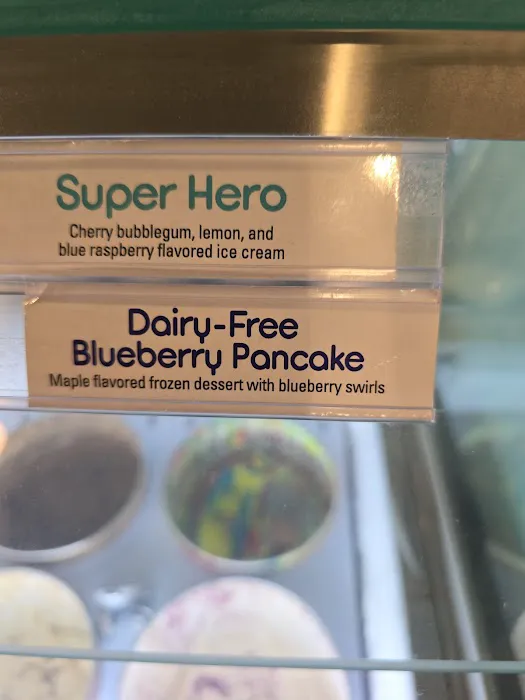 Super Hero
Cherry bubblegum, lemon, and
blue raspberry flavored ice cream
Dairy-Free
Blueberry Pancake
Maple flavored frozen dessert with blueberry swirls